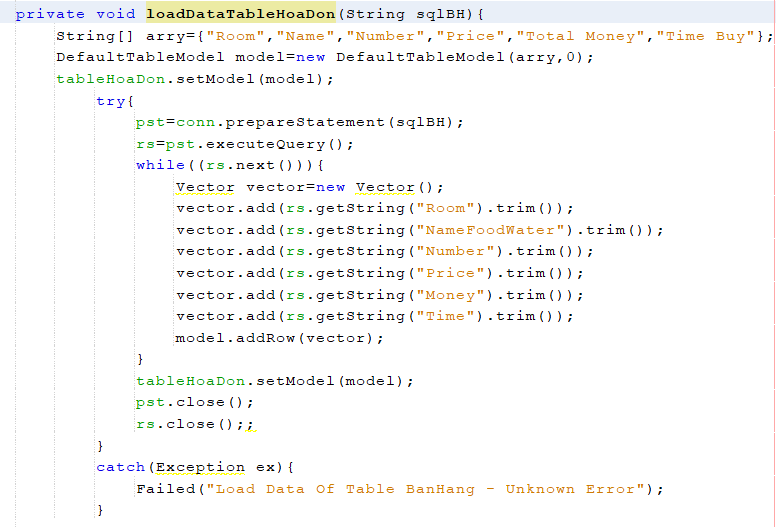 private void loadDataTableHoaDon(String sqlBH){
String[] arry={"Room","Name","Number","Price","Total Money","Time Buy"};
DefaultTableModel model=new DefaultTableModel(arry,0);
tableHoaDon.setModel(model);
try{
pst=conn.prepareStatement(sqlBH);
rs=pst.executeQuery();
while((rs.next())){
Vector vector=new Vector();
vector.add(rs.getString("Room").trim());
vector.add(rs.getString("NameFoodWater").trim());
vector.add(rs.getString("Number").trim());
vector.add(rs.getString("Price").trim());
vector.add(rs.getString("Money").trim());
vector.add(rs.getString("Time").trim());
model.addRow(vector);
}
tableHoaDon.setModel(model);
pst.close();
rs.close();;
}
catch(Exception ex){
Failed("Load Data Of Table BanHang - Unknown Error");
}